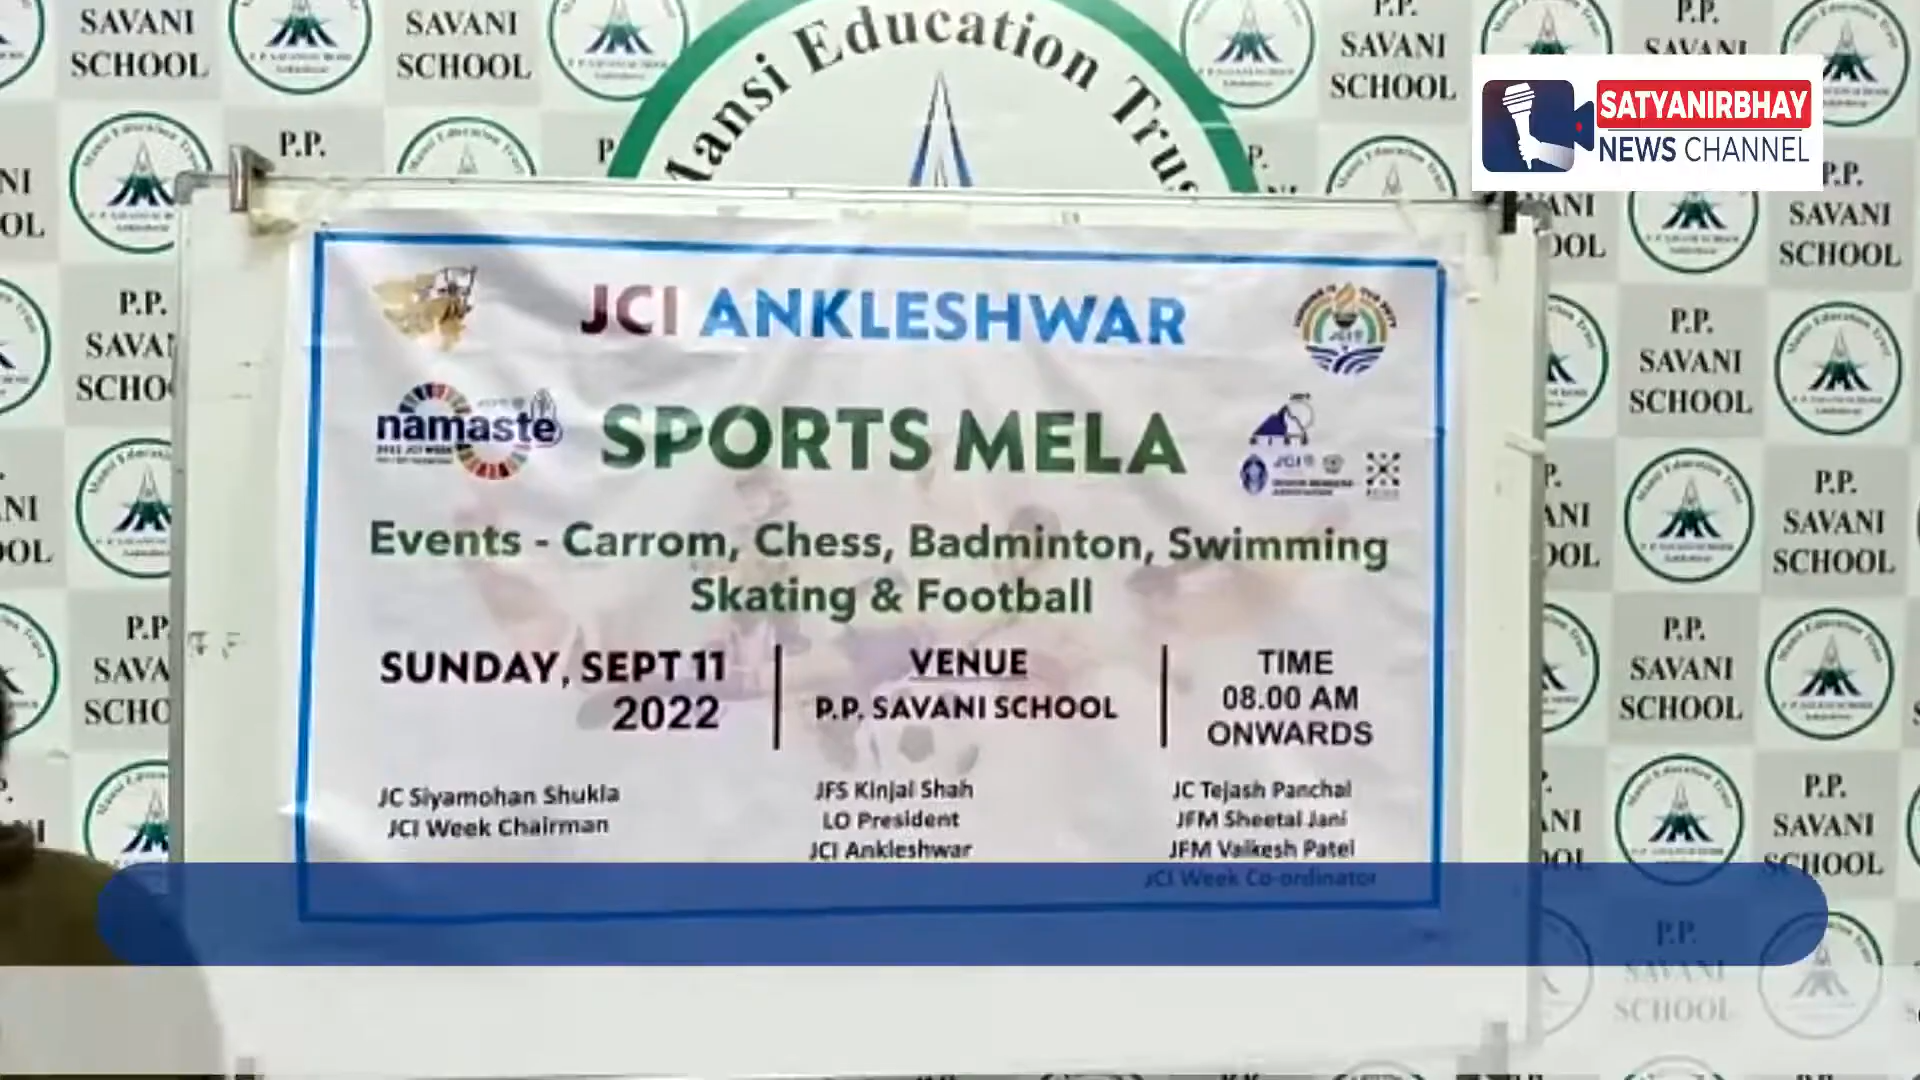 Mansi Education Trust
SATYANIRBHAY
NEWS CHANNEL
JCI ANKLESHWAR
namaste
2022 JCI WEEK
SPORTS MELA
Events - Carrom, Chess, Badminton, Swimming
Skating & Football
SUNDAY, SEPT 11
2022
VENUE
P.P. SAVANI SCHOOL
TIME
08.00 AM
ONWARDS
JC Siyamohan Shukla
JCI Week Chairman
JFS Kinjal Shah
LO President
JCI Ankleshwar
JC Tejash Panchal
JFM Sheetal Jani
JFM Vaikesh Patel
JCI Week Co-ordinator
P.P.
SAVANI
SCHOOL